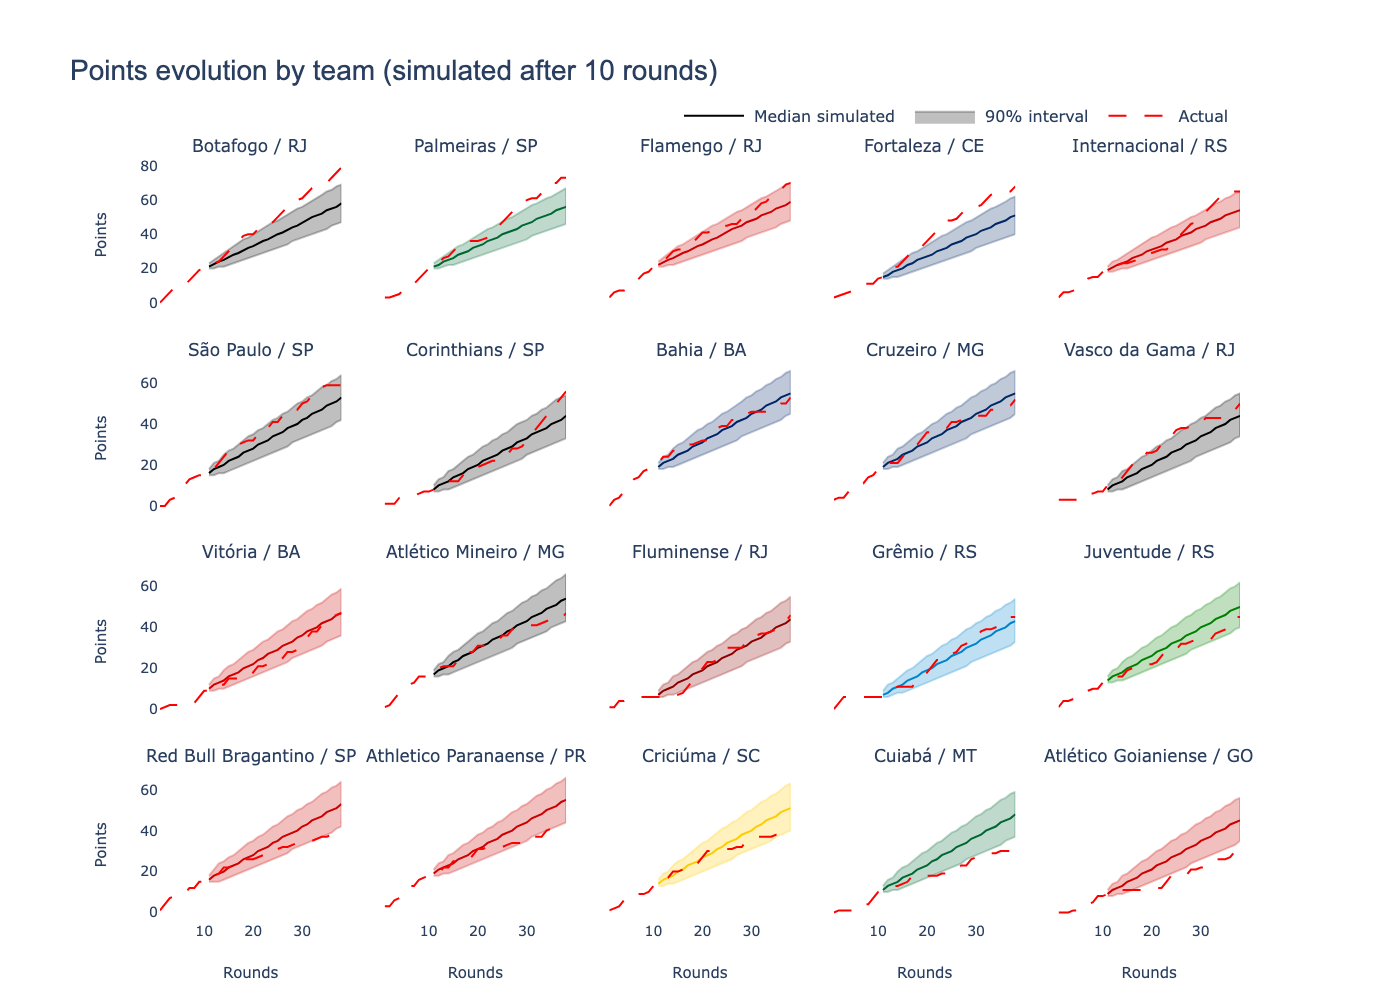 Points evolution by team (simulated after 10 rounds)
Median simulated 90% interval Actual
Botafogo / RJ Palmeiras / SP Flamengo / RJ Fortaleza / CE Internacional / RS
80
60
40
20
0
Points
São Paulo / SP Corinthians / SP Bahia / BA Cruzeiro / MG Vasco da Gama / RJ
60
40
20
0
Points
Vitória / BA Atlético Mineiro / MG Fluminense / RJ Grêmio / RS Juventude / RS
60
40
20
0
Points
Red Bull Bragantino / SP Athletico Paranaense / PR Criciúma / SC Cuiabá / MT Atlético Goianiense / GO
60
40
20
0
Points
10 20 30 10 20 30 10 20 30 10 20 30 10 20 30
Rounds Rounds Rounds Rounds Rounds